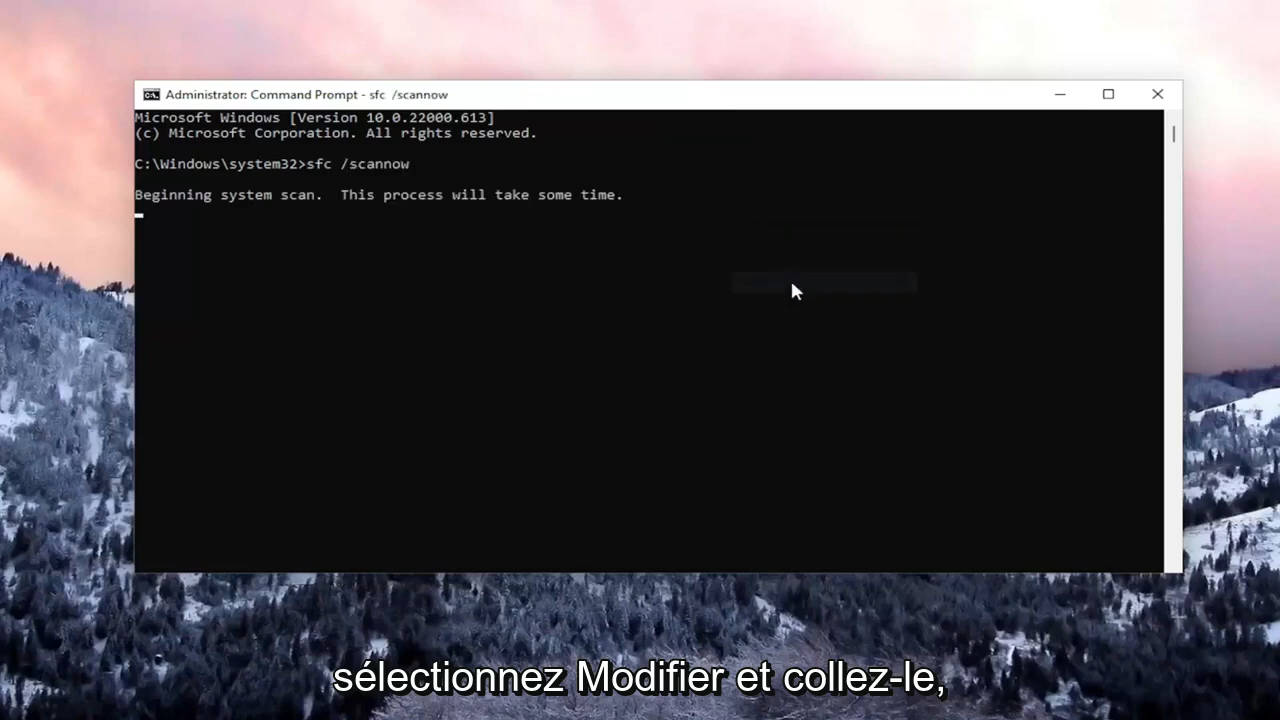 Administrator: Command Prompt - sfc  /scannow
Microsoft Windows [Version 10.0.22000.613]
(c) Microsoft Corporation. All rights reserved.
C:\Windows\system32>sfc /scannow
Beginning system scan.  This process will take some time.
sélectionnez Modifier et collez-le,